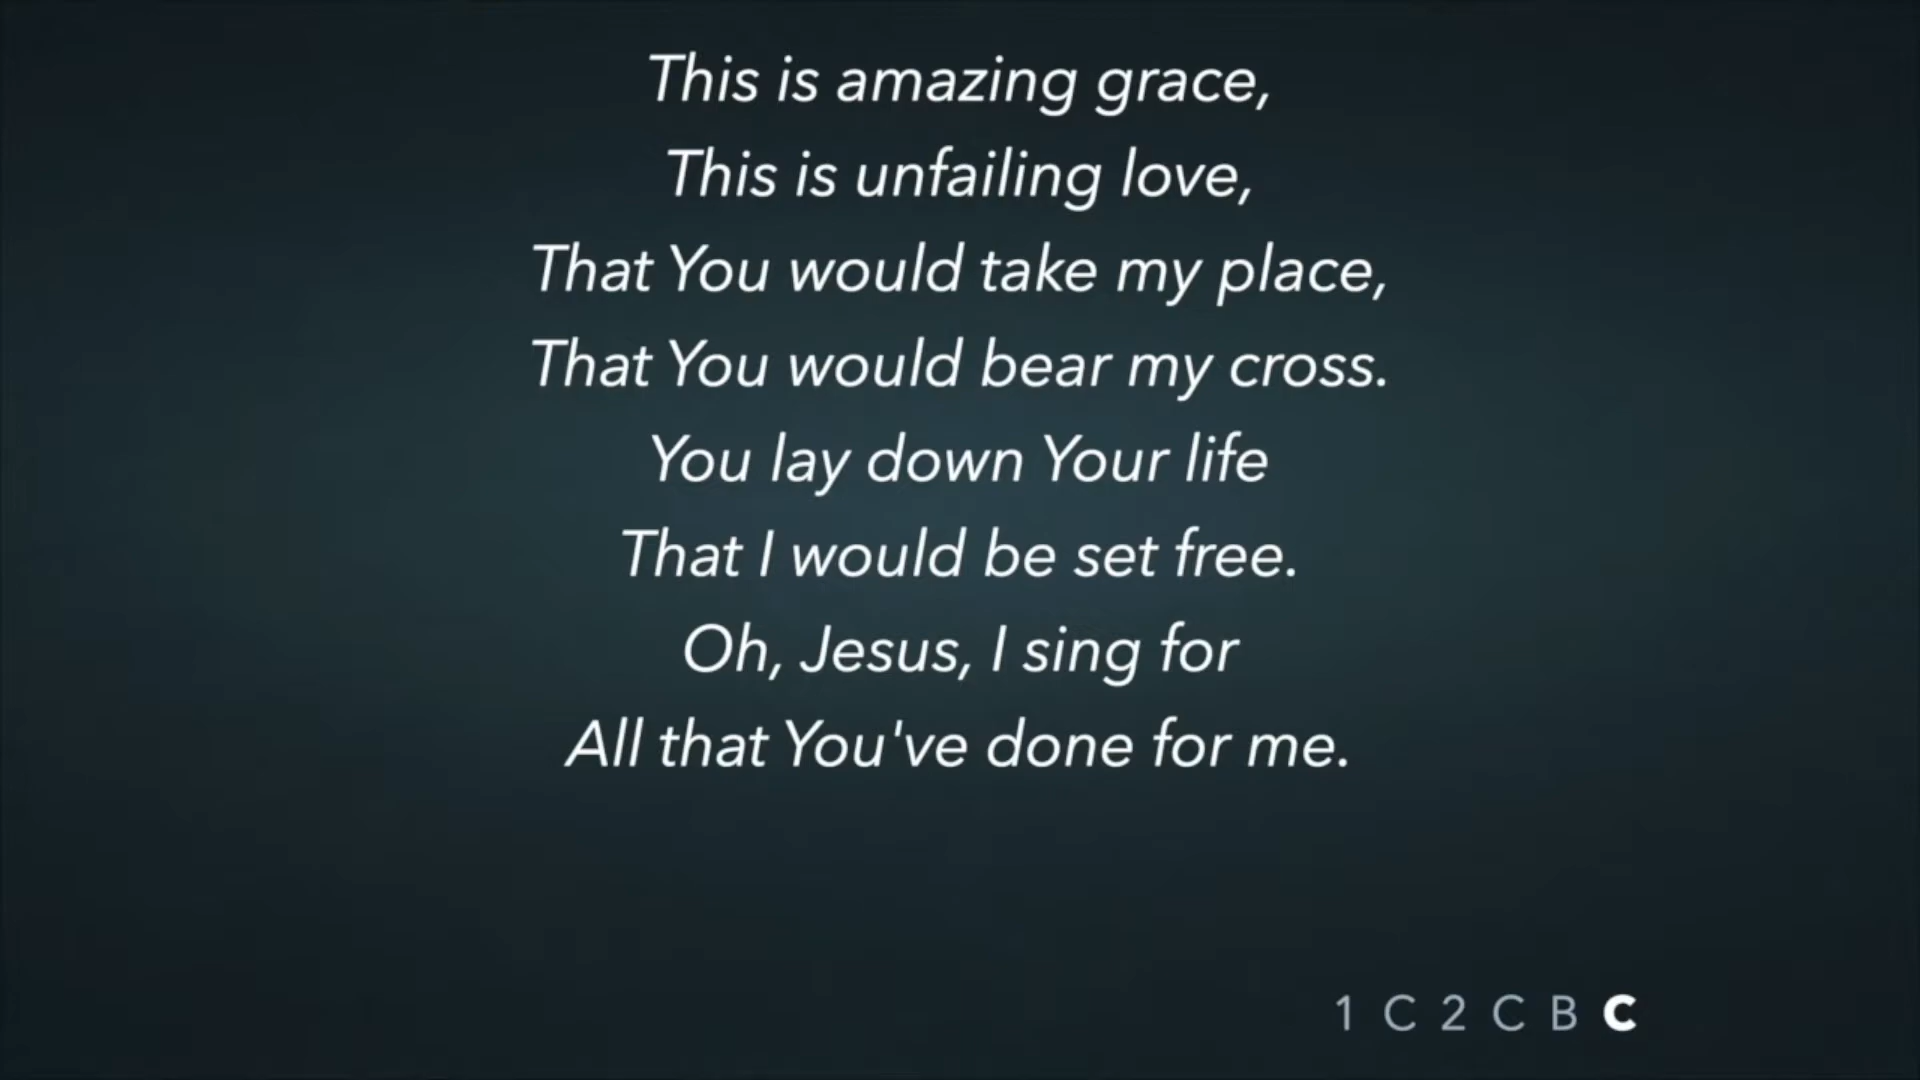 This is amazing grace,
This is unfailing love,
That You would take my place,
That You would bear my cross.
You lay down Your life
That I would be set free.
Oh, Jesus, I sing for
All that You've done for me.
1 C 2 C B C